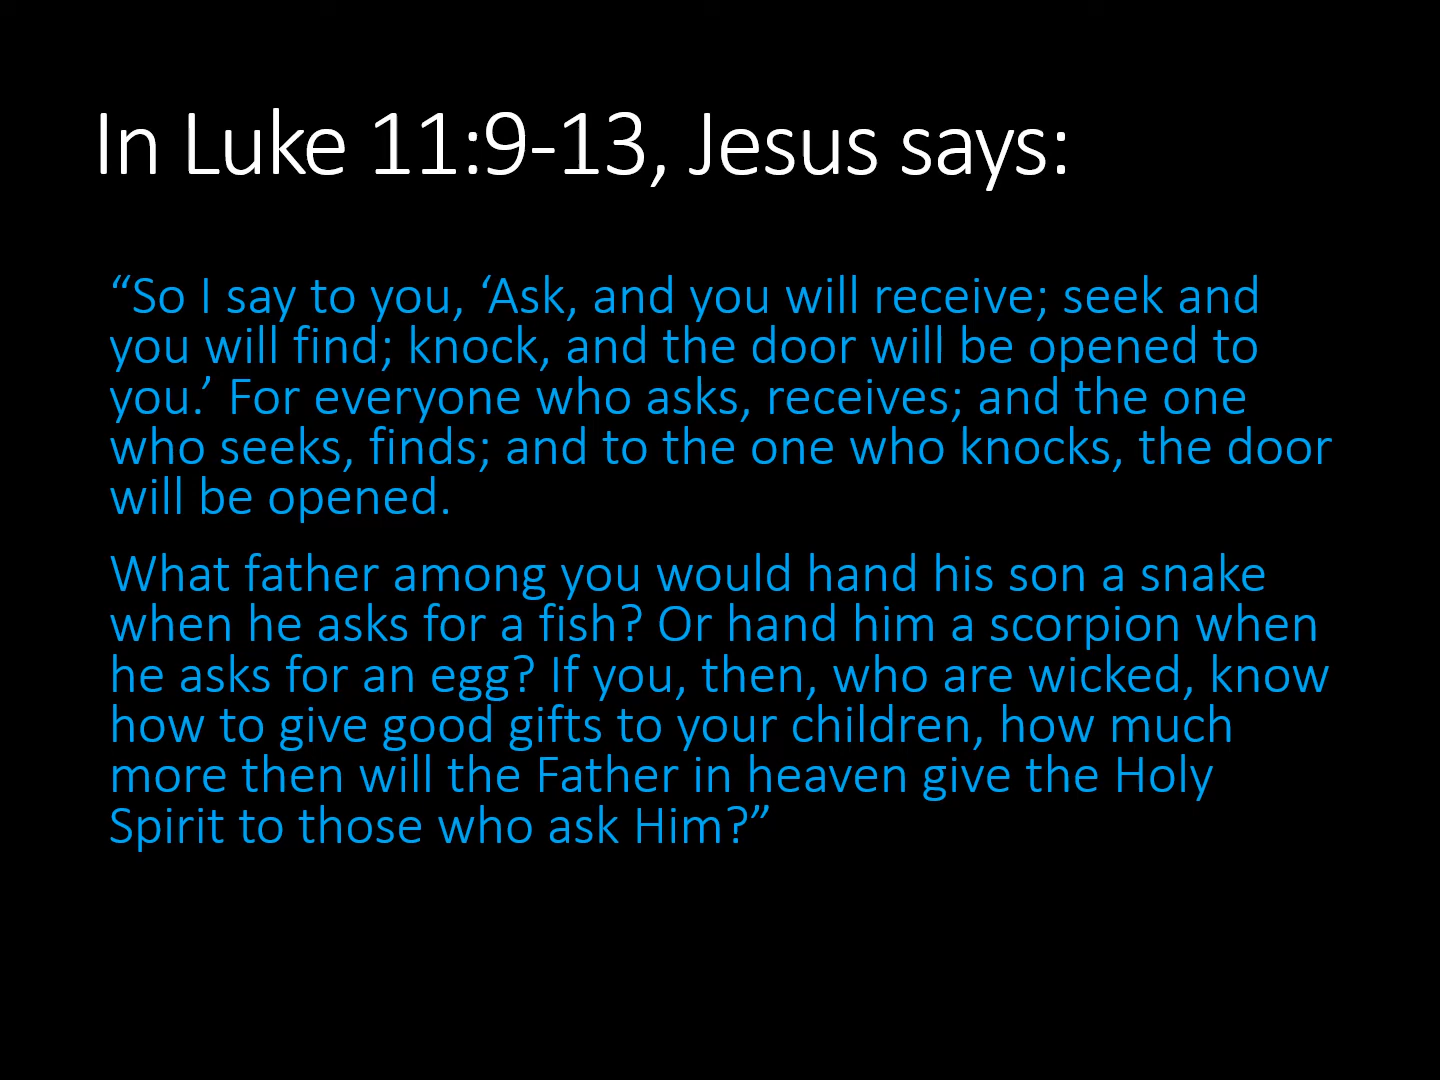 In Luke 11:9-13, Jesus says:
“So I say to you, ‘Ask, and you will receive; seek and
you will find; knock, and the door will be opened to
you.’ For everyone who asks, receives; and the one
who seeks, finds; and to the one who knocks, the door
will be opened.
What father among you would hand his son a snake
when he asks for a fish? Or hand him a scorpion when
he asks for an egg? If you, then, who are wicked, know
how to give good gifts to your children, how much
more then will the Father in heaven give the Holy
Spirit to those who ask Him?”